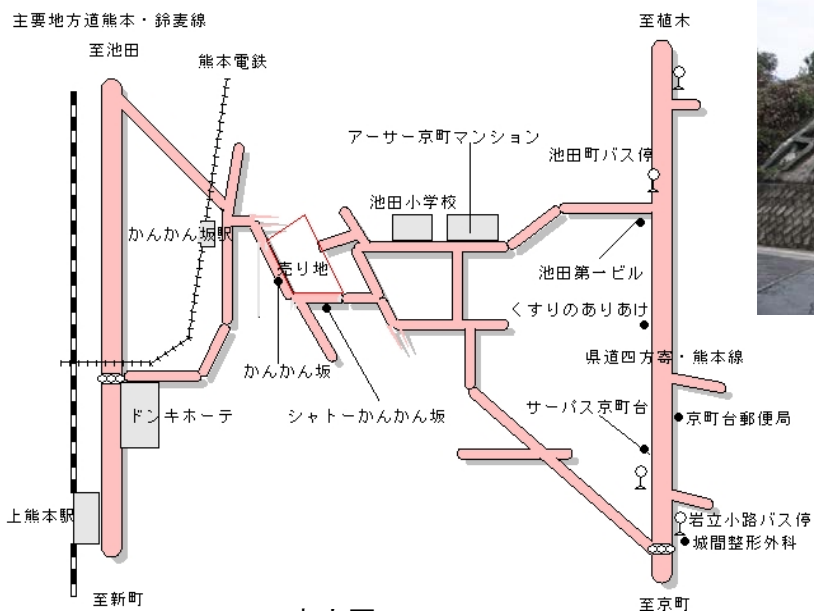 主要地方道熊本・鈴麦線
至植木
至池田
熊本電鉄
アーサー京町マンション
池田町バス停
池田小学校
かんかん坂駅
売り地
池田第一ビル
くすりのありあけ
県道四方寄・熊本線
かんかん坂
ドンキホーテ
シャトーかんかん坂
サーパス京町台
京町台郵便局
上熊本駅
岩立小路バス停
城間整形外科
至新町
至京町